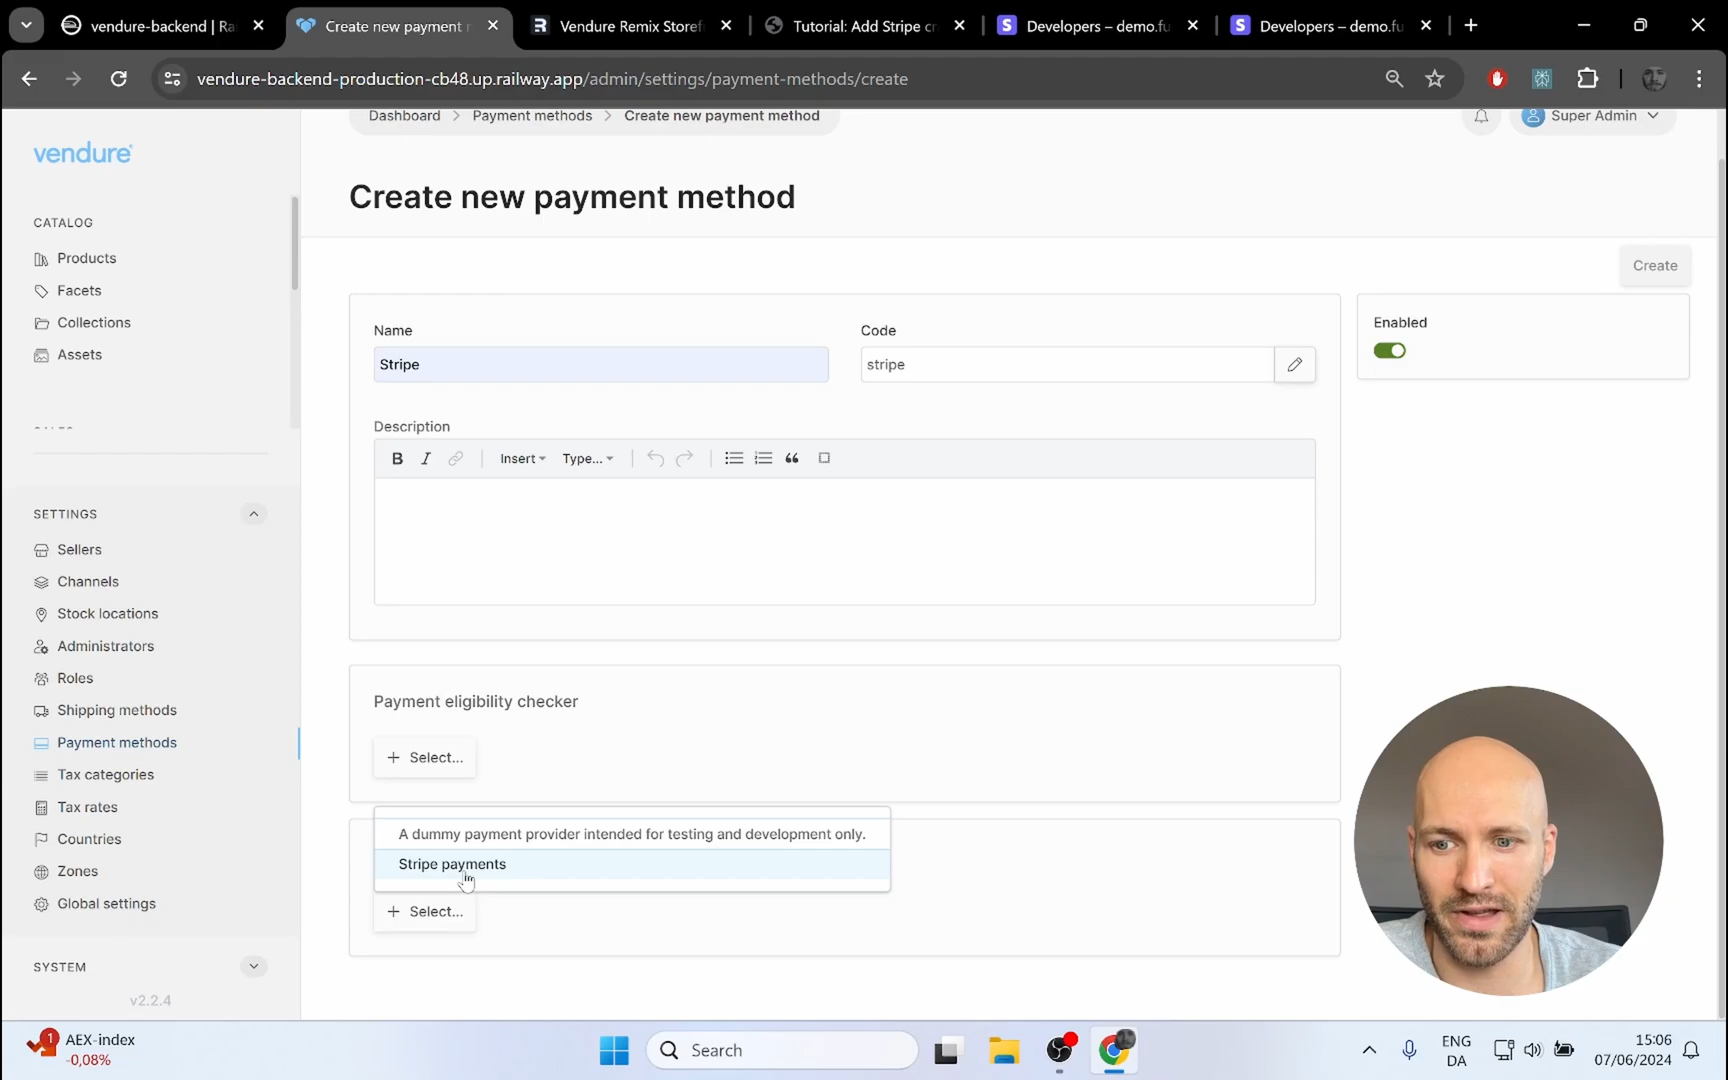 vendure-backend | Ra
Create new payment r
Vendure Remix Storef
Tutorial: Add Stripe c
Developers – demo.fu
Developers – demo.fu
vendure-backend-production-cb48.up.railway.app/admin/settings/payment-methods/create
Dashboard
Payment methods
Create new payment method
Super Admin
vendure
CATALOG
Products
Facets
Collections
Assets
SETTINGS
Sellers
Channels
Stock locations
Administrators
Roles
Shipping methods
Payment methods
Tax categories
Tax rates
Countries
Zones
Global settings
SYSTEM
v2.2.4
Create new payment method
Create
Name
Code
Enabled
Stripe
stripe
Description
B I Insert Type...
Payment eligibility checker
+ Select...
A dummy payment provider intended for testing and development only.
Stripe payments
+ Select...
1
AEX-index
-0,08%
Search
ENG
DA
15:06
07/06/2024